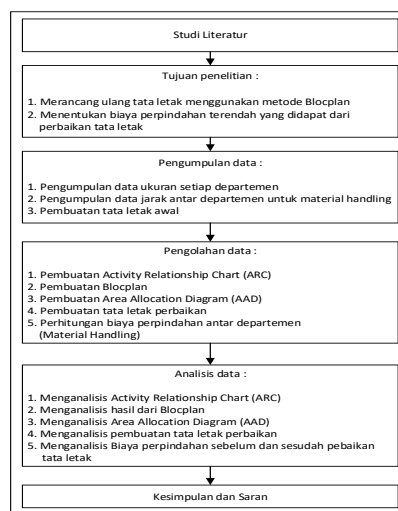 Studi Literatur
Tujuan penelitian :
1. Merancang ulang tata letak menggunakan metode Blocplan
2. Menentukan biaya perpindahan terendah yang didapat dari
perbaikan tata letak
Pengumpulan data :
1. Pengumpulan data ukuran setiap departemen
2. Pengumpulan data jarak antar departemen untuk material handling
3. Pembuatan tata letak awal
Pengolahan data :
1. Pembuatan Activity Relationship Chart (ARC)
2. Pembuatan Blocplan
3. Pembuatan Area Allocation Diagram (AAD)
4. Pembuatan tata letak perbaikan
5. Perhitungan biaya perpindahan antar departemen
(Material Handling)
Analisis data :
1. Menganalisis Activity Relationship Chart (ARC)
2. Menganalisis hasil dari Blocplan
3. Menganalisis Area Allocation Diagram (AAD)
4. Menganalisis pembuatan tata letak perbaikan
5. Menganalisis Biaya perpindahan sebelum dan sesudah pebaikan
tata letak
Kesimpulan dan Saran